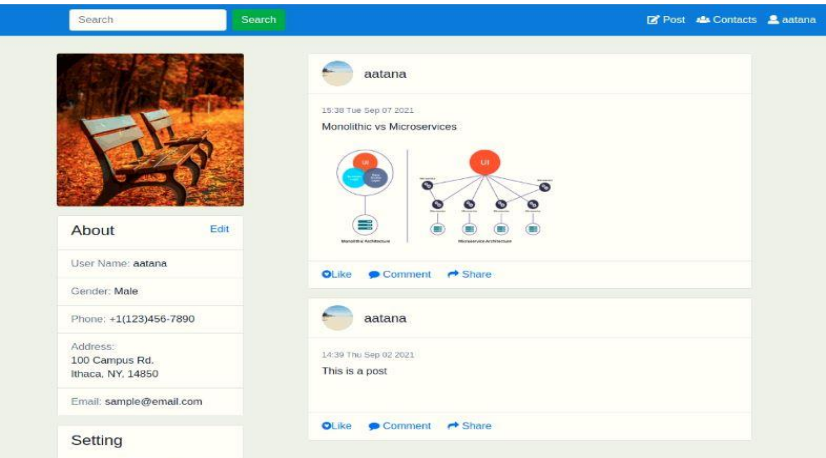 Search Search Post Contacts aatana
About Edit
User Name: aatana
Gender: Male
Phone: +1(123)456-7890
Address:
100 Campus Rd.
Ithaca, NY, 14850
Email: sample@email.com
Setting
aatana
15:38 Tue Sep 07 2021
Monolithic vs Microservices
UI
UI
Monolithic Architecture
Microservice Architecture
Like Comment Share
aatana
14:39 Thu Sep 02 2021
This is a post
Like Comment Share